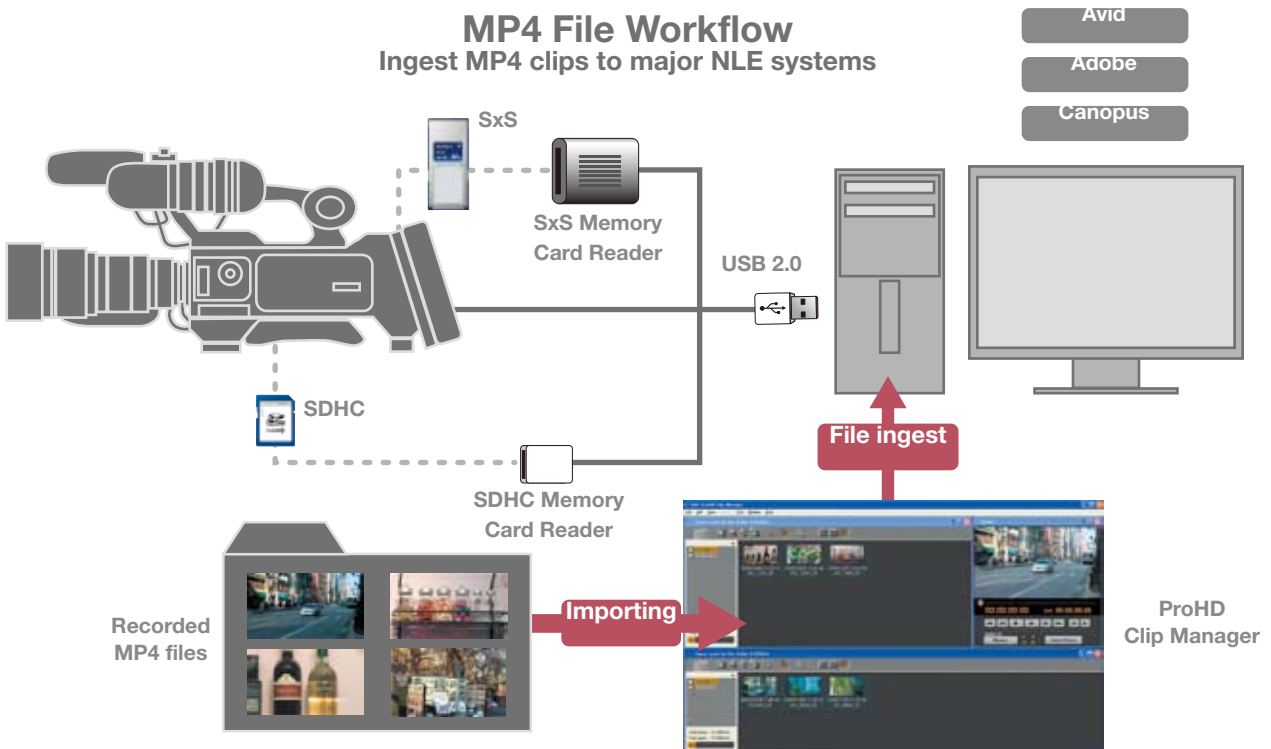 MP4 File Workflow
Ingest MP4 clips to major NLE systems
Avid
Adobe
Canopus
SxS
SxS Memory
Card Reader
USB 2.0
SDHC
SDHC Memory
Card Reader
File ingest
Recorded
MP4 files
Importing
ProHD
Clip Manager